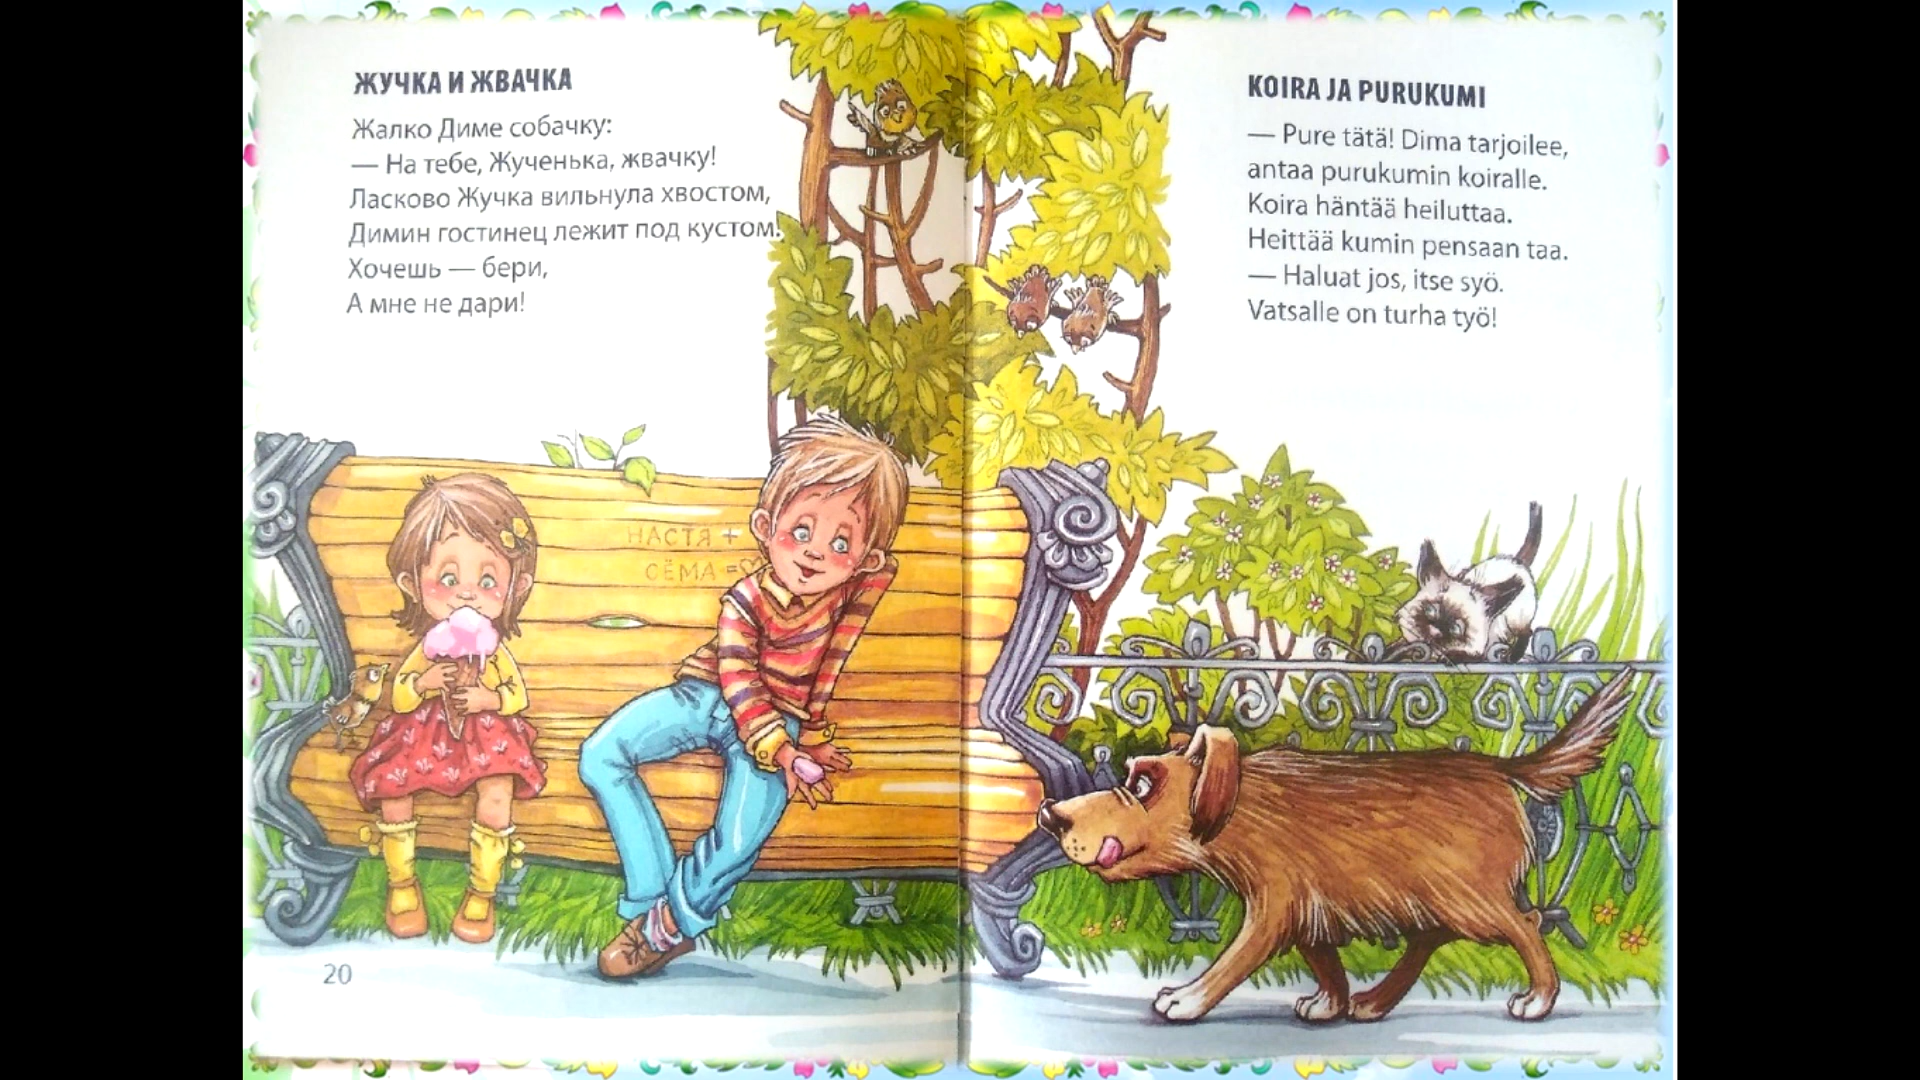 ЖУЧКА И ЖВАЧКА
Жалко Диме собачку:
— На тебе, Жученька, жвачку!
Ласково Жучка вильнула хвостом,
Димин гостинец лежит под кустом.
Хочешь — бери,
А мне не дари!
НАСТЯ +
СЁМА =
20
KOIRA JA PURUKUMI
— Pure tätä! Dima tarjoilee,
antaa purukumin koiralle.
Koira häntää heiluttaa.
Heittää kumin pensaan taa.
— Haluat jos, itse syö.
Vatsalle on turha työ!